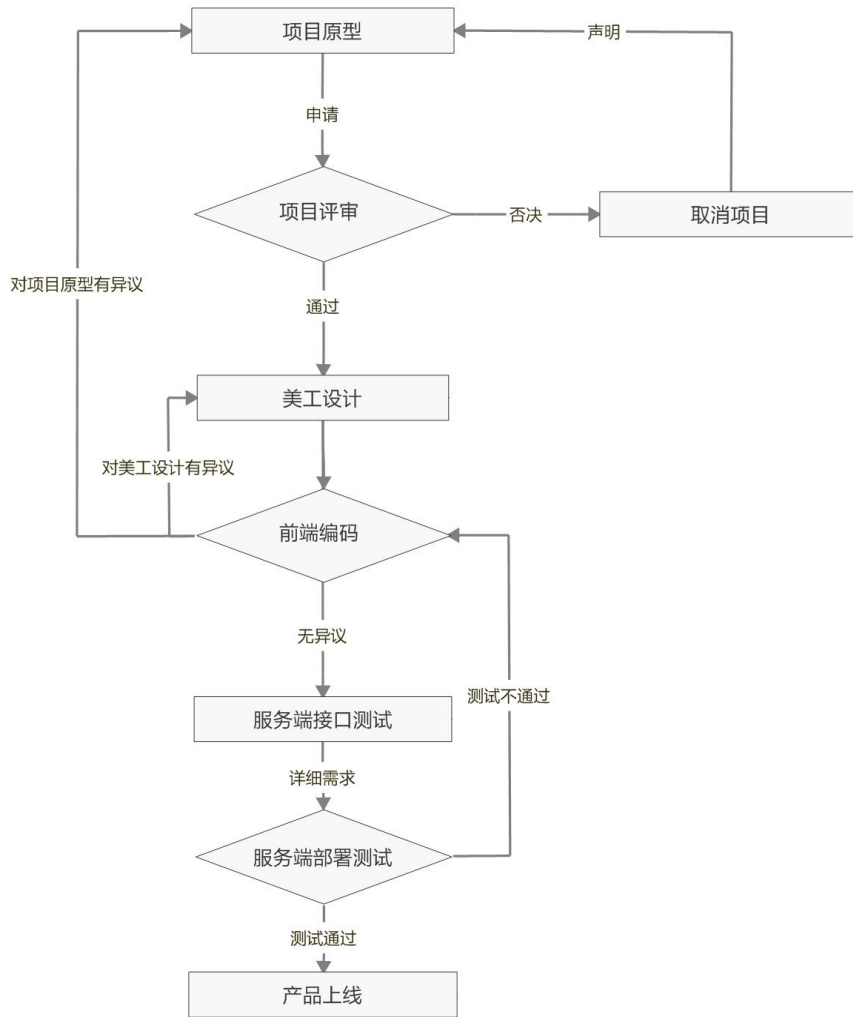 项目原型
声明
申请
项目评审
否决
取消项目
对项目原型有异议
通过
美工设计
对美工设计有异议
前端编码
无异议
测试不通过
服务端接口测试
详细需求
服务端部署测试
测试通过
产品上线